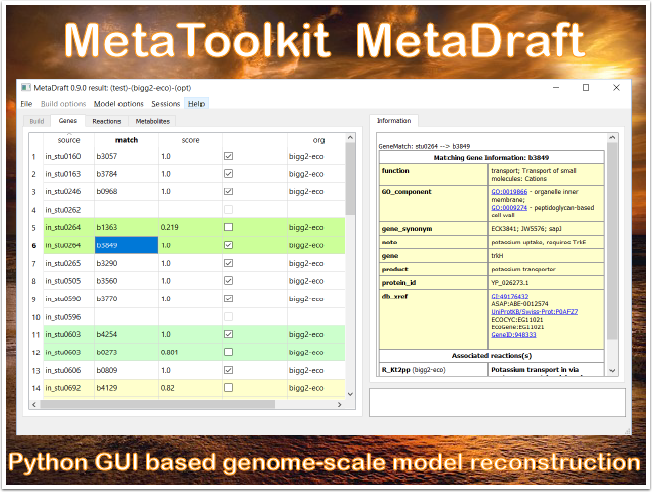 MetaToolkit MetaDraft
MetaDraft 0.9.0 result: (test)-(bigg2-eco)-(opt)
File Build options Model options Sessions Help
Build Genes Reactions Metabolites
Information
source match score org
1 in_stu0160 b3057 1.0 bigg2-eco
2 in_stu0163 b3784 1.0 bigg2-eco
3 in_stu0246 b0968 1.0 bigg2-eco
4 in_stu0262
5 in_stu0264 b1363 0.219 bigg2-eco
6 in_stu0264 b3849 1.0 bigg2-eco
7 in_stu0265 b3290 1.0 bigg2-eco
8 in_stu0505 b3560 1.0 bigg2-eco
9 in_stu0590 b3770 1.0 bigg2-eco
10 in_stu0596
11 in_stu0603 b4254 1.0 bigg2-eco
12 in_stu0603 b0273 0.801 bigg2-eco
13 in_stu0606 b0809 1.0 bigg2-eco
14 in_stu0692 b4129 0.82 bigg2-eco
GeneMatch: stu0264 --> b3849
Matching Gene Information: b3849
function transport; Transport of small
molecules: Cations
GO_component GO:0019866 - organelle inner
membrane;
GO:0009274 - peptidoglycan-based
cell wall
gene_synonym ECK3841; JW5576; sapJ
note potassium uptake, requires TrkE
gene trkH
product potassium transporter
protein_id YP_026273.1
db_xref GI:49176432
ASAP:ABE-0012574
UniProtKB/Swiss-Prot:P0AFZ7
ECOCYC:EG11021
EcoGene:EG11021
GeneID:948333
Associated reactions(s)
R_Kt2pp (bigg2-eco) Potassium transport in via
Python GUI based genome-scale model reconstruction